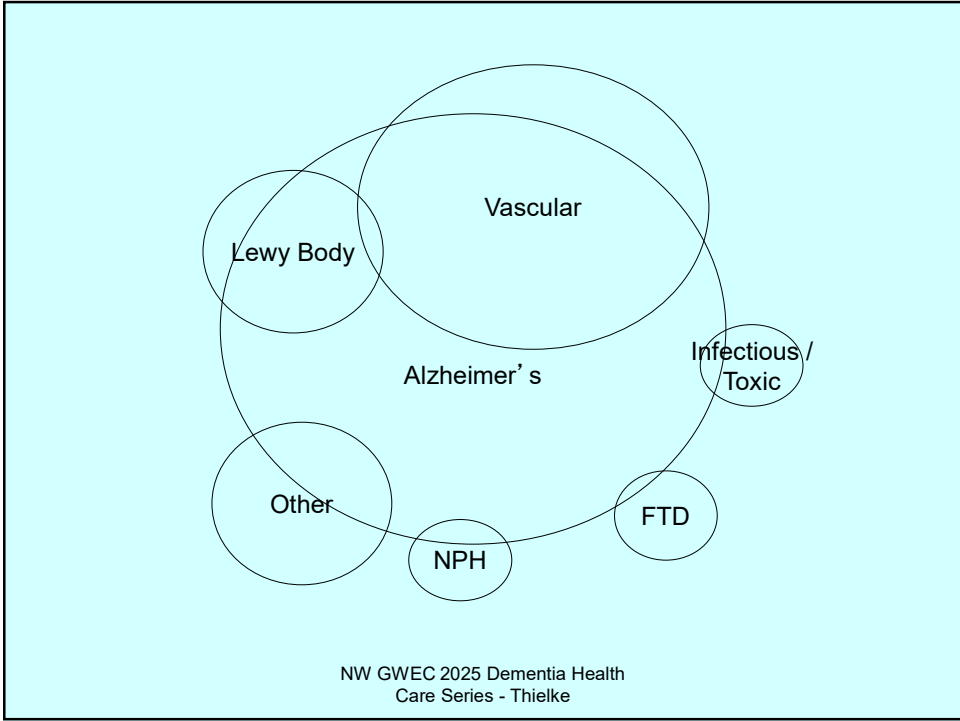 Vascular
Lewy Body
Infectious /
Toxic
Alzheimer’s
Other
FTD
NPH
NW GWEC 2025 Dementia Health
Care Series - Thielke